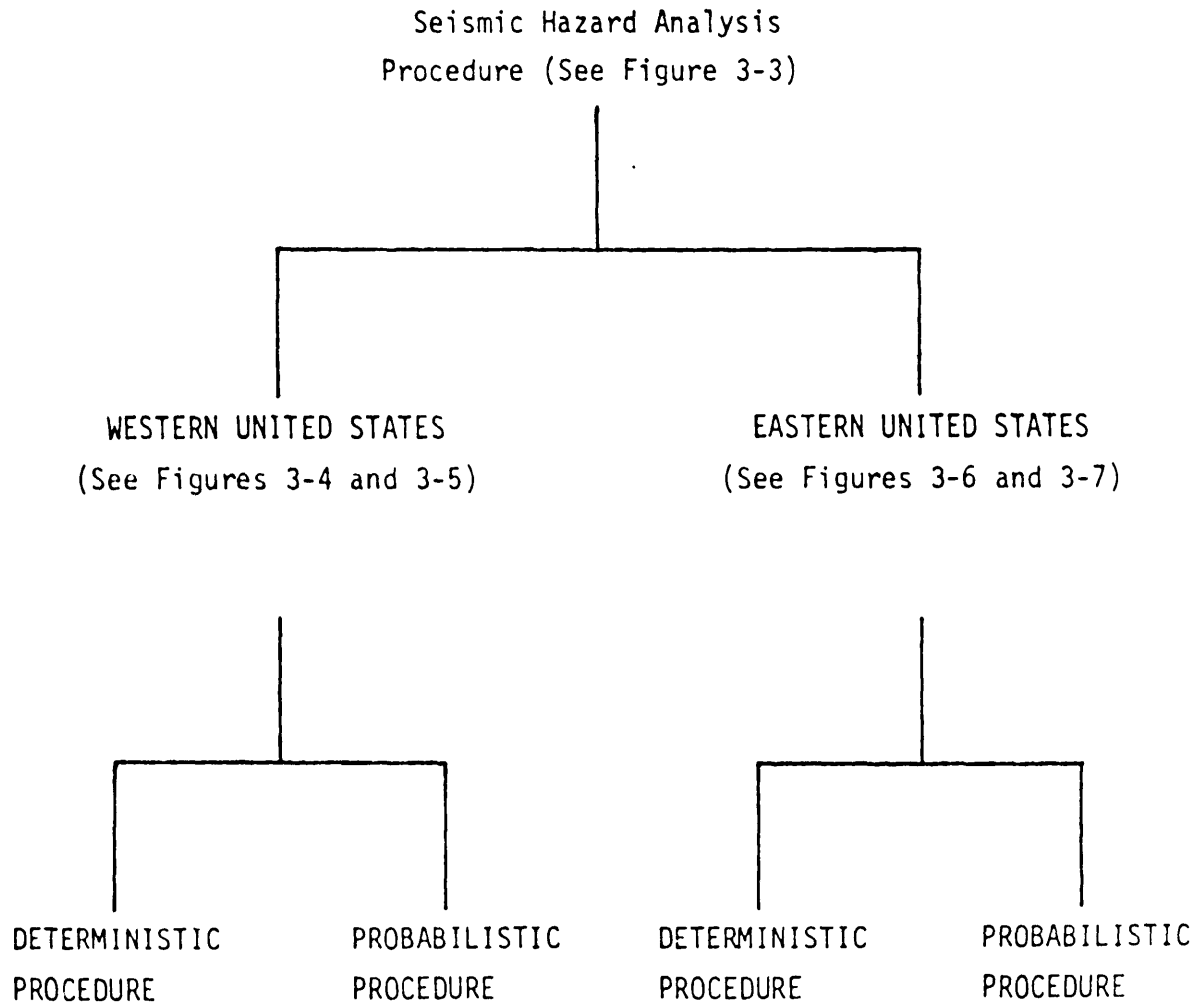 Seismic Hazard Analysis
Procedure (See Figure 3-3)
WESTERN UNITED STATES
(See Figures 3-4 and 3-5)
EASTERN UNITED STATES
(See Figures 3-6 and 3-7)
DETERMINISTIC
PROCEDURE
PROBABILISTIC
PROCEDURE
DETERMINISTIC
PROCEDURE
PROBABILISTIC
PROCEDURE